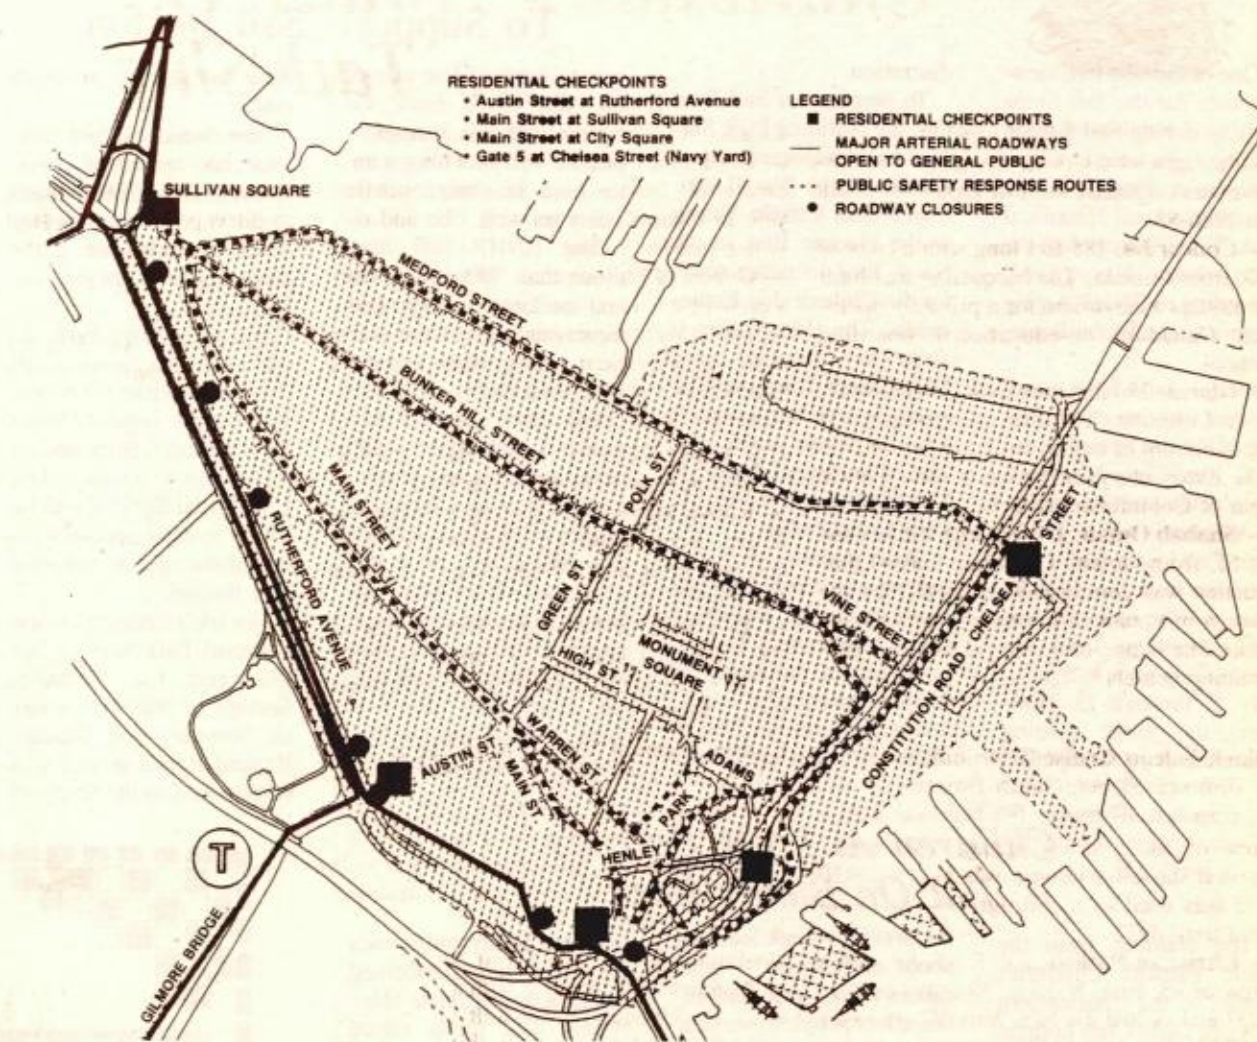 RESIDENTIAL CHECKPOINTS
• Austin Street at Rutherford Avenue
• Main Street at Sullivan Square
• Main Street at City Square
• Gate 5 at Chelsea Street (Navy Yard)
LEGEND
RESIDENTIAL CHECKPOINTS
MAJOR ARTERIAL ROADWAYS
OPEN TO GENERAL PUBLIC
PUBLIC SAFETY RESPONSE ROUTES
ROADWAY CLOSURES
SULLIVAN SQUARE
MEDFORD STREET
BUNKER HILL STREET
MAIN STREET
RUTHERFORD AVENUE
POLK ST
GREEN ST
HIGH ST
MONUMENT
SQUARE
VINE STREET
CHELSEA STREET
CONSTITUTION ROAD
WARREN ST
MAIN ST
AUSTIN ST
ADAMS
PARK
HENLEY
T
GILMORE BRIDGE